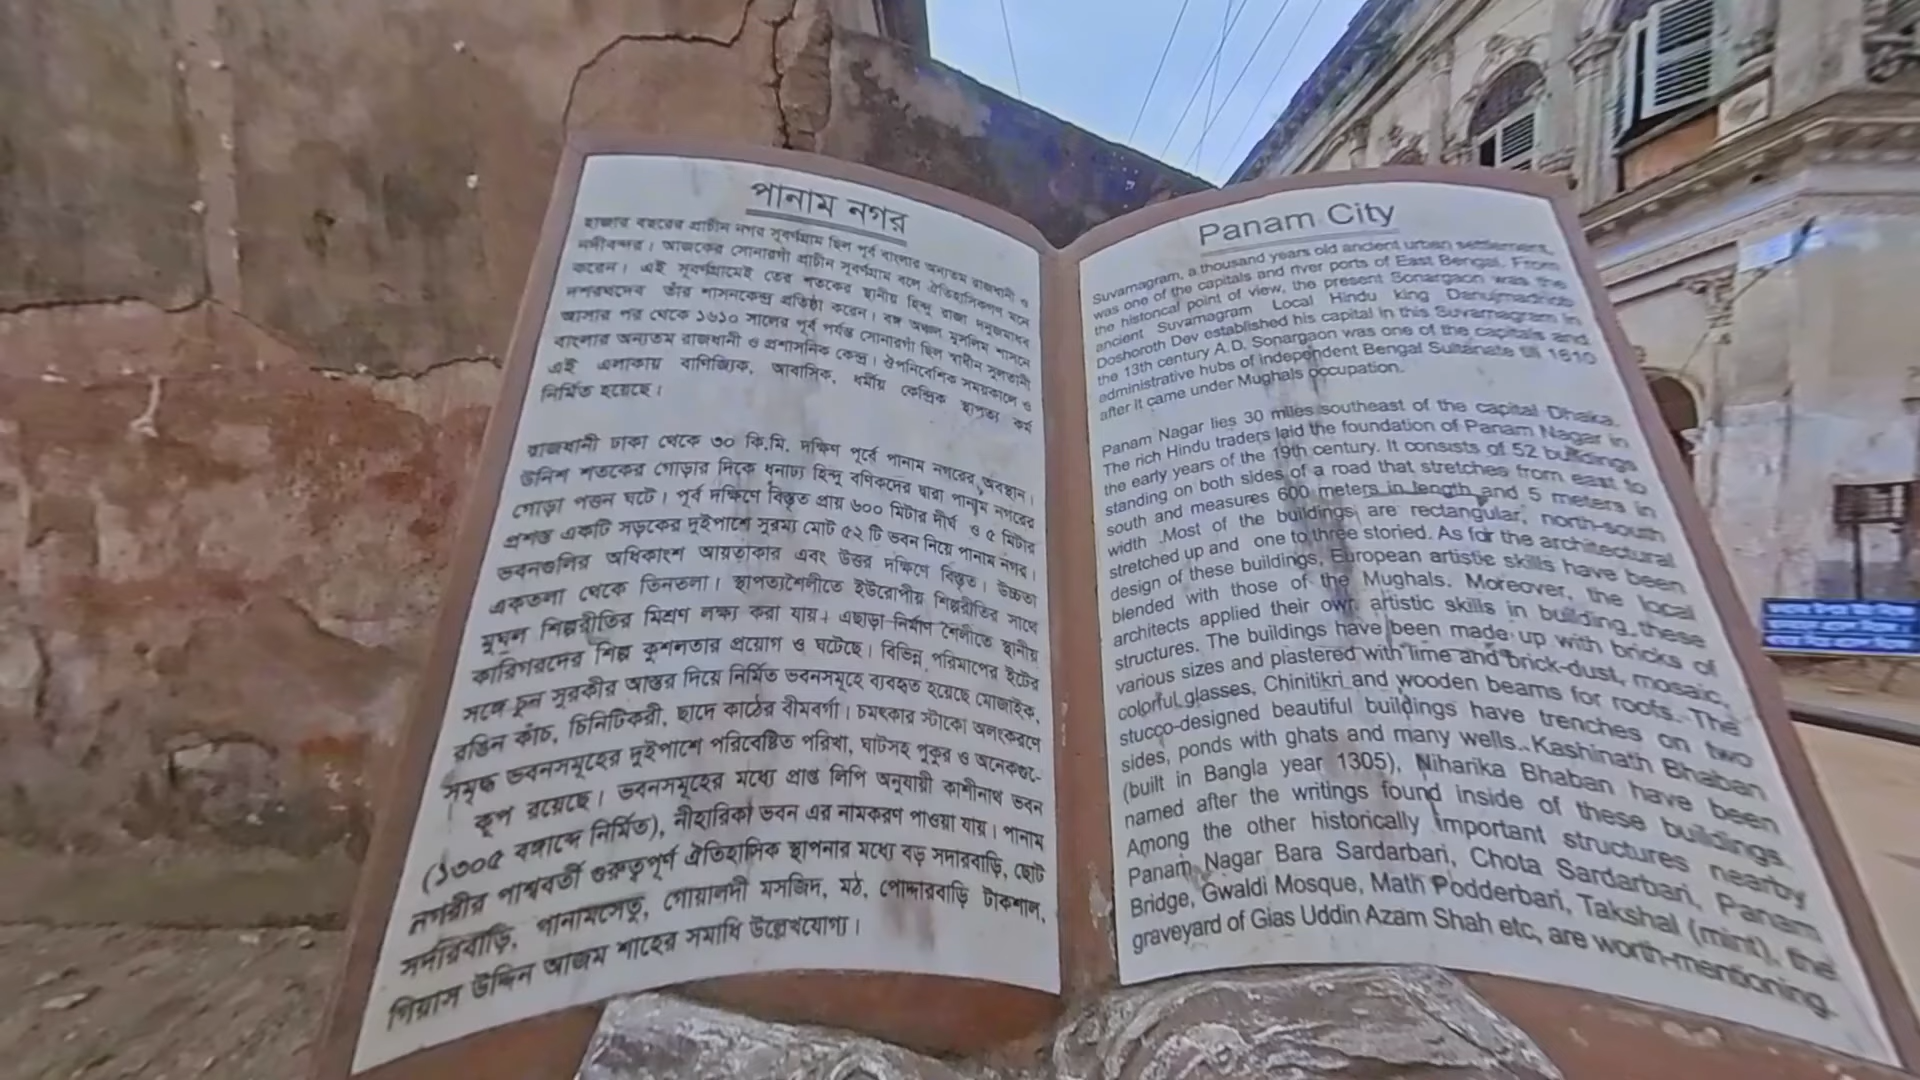 পানাম নগর
হাজার বছরের প্রাচীন নগর সুবর্ণগ্রাম ছিল পূর্ব বাংলার অন্যতম রাজধানী ও
নদীবন্দর। আজকের সোনারগাঁ প্রাচীন সুবর্ণগ্রাম বলে ঐতিহাসিকগণ মনে
করেন। এই সুবর্ণগ্রামেই তের শতকের স্থানীয় হিন্দু রাজা দনুজমাধব
দশরথদেব তাঁর শাসনকেন্দ্র প্রতিষ্ঠা করেন। বঙ্গ অঞ্চল মুসলিম শাসনে
আসার পর থেকে ১৬১০ সালের পূর্ব পর্যন্ত সোনারগাঁ ছিল স্বাধীন সুলতানী
বাংলার অন্যতম রাজধানী ও প্রশাসনিক কেন্দ্র। ঔপনিবেশিক সময়কালে ও
এই এলাকায় বাণিজ্যিক, আবাসিক, ধর্মীয় কেন্দ্রিক স্থাপত্য কর্ম
নির্মিত হয়েছে।
রাজধানী ঢাকা থেকে ৩০ কি.মি. দক্ষিণ পূর্বে পানাম নগরের অবস্থান।
উনিশ শতকের গোড়ার দিকে ধনাঢ্য হিন্দু বণিকদের দ্বারা পানাম নগরের
গোড়া পত্তন ঘটে। পূর্ব দক্ষিণে বিস্তৃত প্রায় ৬০০ মিটার দীর্ঘ ও ৫ মিটার
প্রশস্ত একটি সড়কের দুইপাশে সুরম্য মোট ৫২ টি ভবন নিয়ে পানাম নগর।
ভবনগুলির অধিকাংশ আয়তাকার এবং উত্তর দক্ষিণে বিস্তৃত। উচ্চতা
একতলা থেকে তিনতলা। স্থাপত্যশৈলীতে ইউরোপীয় শিল্পরীতির সাথে
মুঘল শিল্পরীতির মিশ্রণ লক্ষ্য করা যায়। এছাড়া নির্মাণ শৈলীতে স্থানীয়
কারিগরদের শিল্প কুশলতার প্রয়োগ ও ঘটেছে। বিভিন্ন পরিমাপের ইটের
সঙ্গে চুন সুরকীর আস্তর দিয়ে নির্মিত ভবনসমূহে ব্যবহৃত হয়েছে মোজাইক,
রঙিন কাঁচ, চিনিটিকরী, ছাদে কাঠের বীমবর্গা। চমৎকার স্টাকো অলংকরণে
সমৃদ্ধ ভবনসমূহের দুইপাশে পরিবেষ্টিত পরিখা, ঘাটসহ পুকুর ও অনেকগু-
কূপ রয়েছে। ভবনসমূহের মধ্যে প্রাপ্ত লিপি অনুযায়ী কাশীনাথ ভবন
(১৩০৫ বঙ্গাব্দে নির্মিত), নীহারিকা ভবন এর নামকরণ পাওয়া যায়। পানাম
নগরীর পার্শ্ববর্তী গুরুত্বপূর্ণ ঐতিহাসিক স্থাপনার মধ্যে বড় সর্দারবাড়ি, ছোট
সর্দারবাড়ি, পানামসেতু, গোয়ালদী মসজিদ, মঠ, পোদ্দারবাড়ি টাকশাল,
গিয়াস উদ্দিন আজম শাহের সমাধি উল্লেখযোগ্য।
Panam City
Suvarnagram, a thousand years old ancient urban settlement,
was one of the capitals and river ports of East Bengal. From
the historical point of view, the present Sonargaon was the
ancient Suvarnagram Local Hindu king Danujmadhob
Doshoroth Dev established his capital in this Suvarnagram in
the 13th century A.D. Sonargaon was one of the capitals and
administrative hubs of independent Bengal Sultanate till 1610
after it came under Mughals occupation.
Panam Nagar lies 30 miles southeast of the capital Dhaka.
The rich Hindu traders laid the foundation of Panam Nagar in
the early years of the 19th century. It consists of 52 buildings
standing on both sides of a road that stretches from east to
south and measures 600 meters in length and 5 meters in
width .Most of the buildings are rectangular, north-south
stretched up and one to three storied. As for the architectural
design of these buildings, European artistic skills have been
blended with those of the Mughals. Moreover, the local
architects applied their own artistic skills in building these
structures. The buildings have been made up with bricks of
various sizes and plastered with lime and brick-dust, mosaic,
colorful glasses, Chinitikri and wooden beams for roofs. The
stucco-designed beautiful buildings have trenches on two
sides, ponds with ghats and many wells. Kashinath Bhaban
(built in Bangla year 1305), Niharika Bhaban have been
named after the writings found inside of these buildings.
Among the other historically important structures nearby
Panam Nagar Bara Sardarbari, Chota Sardarbari, Panam
Bridge, Gwaldi Mosque, Math Podderbari, Takshal (mint), the
graveyard of Gias Uddin Azam Shah etc, are worth-mentioning.